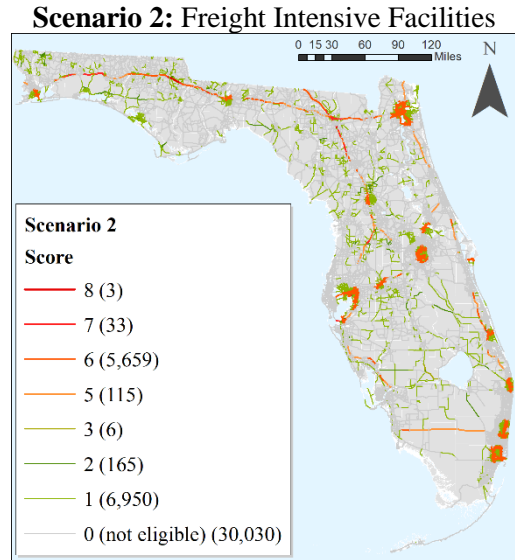 Scenario 2: Freight Intensive Facilities
0 15 30 60 90 120
Miles
N
Scenario 2
Score
8 (3)
7 (33)
6 (5,659)
5 (115)
3 (6)
2 (165)
1 (6,950)
0 (not eligible) (30,030)